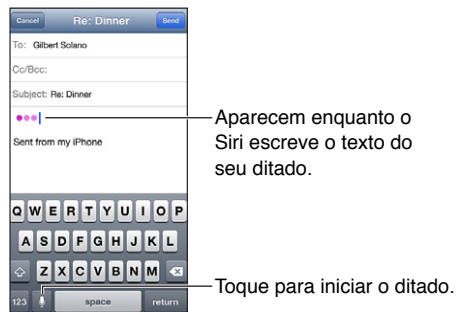 Cancel Re: Dinner Send
To: Gilbert Solano
Cc/Bcc:
Subject: Re: Dinner
Aparecem enquanto o
Siri escreve o texto do
seu ditado.
Sent from my iPhone
Q W E R T Y U I O P
A S D F G H J K L
Z X C V B N M
Toque para iniciar o ditado.
123 space return